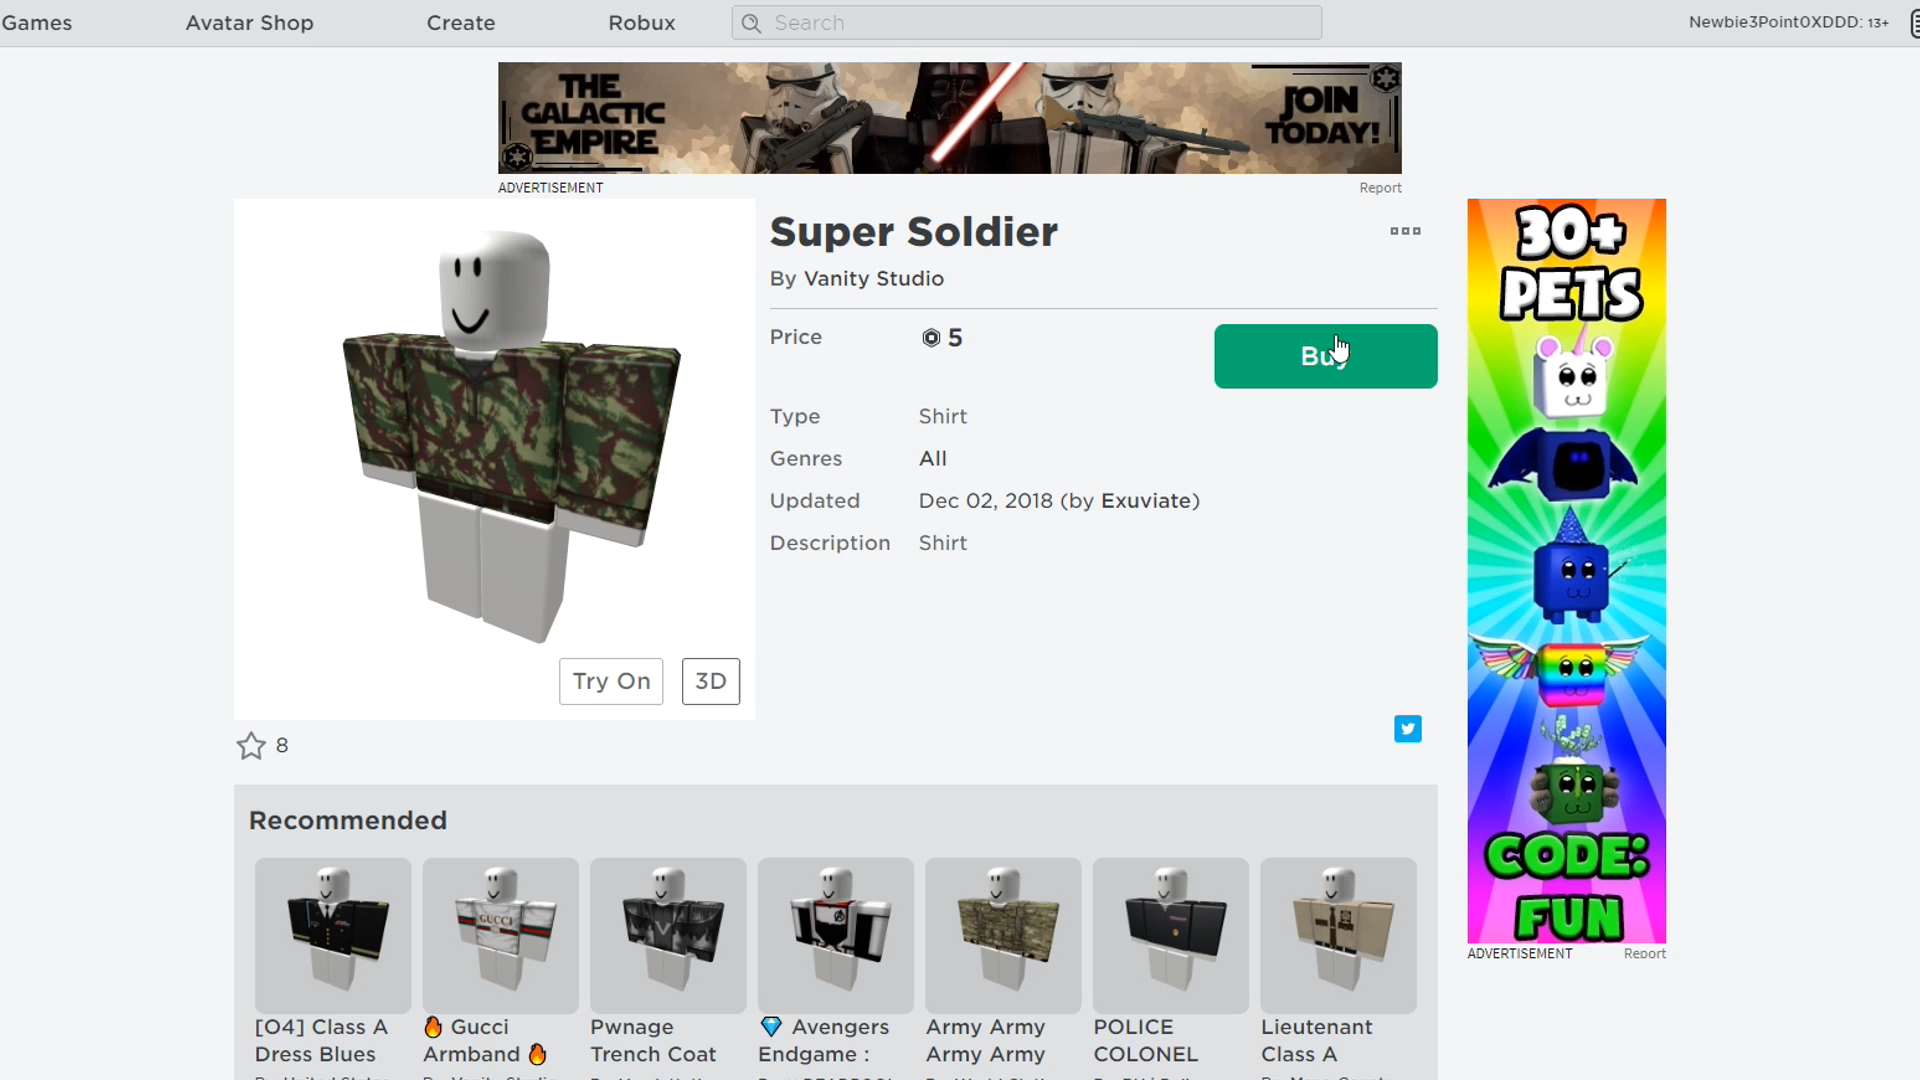 Games
Avatar Shop
Create
Robux
Search
Newbie3Point0XDDD: 13+
THE
GALACTIC
EMPIRE
JOIN
TODAY!
ADVERTISEMENT
Report
Super Soldier
By Vanity Studio
Price
5
Buy
Type
Shirt
Genres
All
Updated
Dec 02, 2018 (by Exuviate)
Description
Shirt
Try On
3D
8
30+
PETS
CODE:
FUN
ADVERTISEMENT
Report
Recommended
GUCCI
[O4] Class A
Dress Blues
🔥 Gucci
Armband 🔥
Pwnage
Trench Coat
💎 Avengers
Endgame :
Army Army
Army Army
POLICE
COLONEL
Lieutenant
Class A